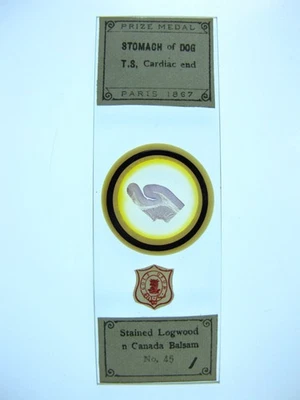 PRIZE MEDAL
STOMACH of DOG
T.S, Cardiac end
PARIS 1867
Stained Logwood
n Canada Balsam
No. 45